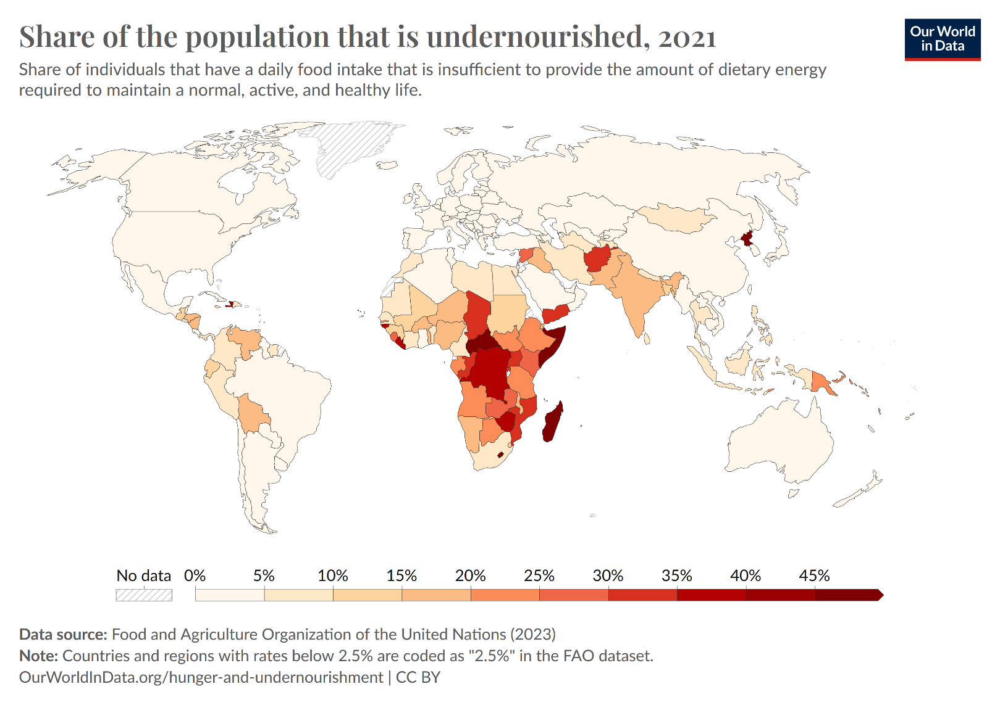 Share of the population that is undernourished, 2021
Our World
in Data
Share of individuals that have a daily food intake that is insufficient to provide the amount of dietary energy
required to maintain a normal, active, and healthy life.
No data 0% 5% 10% 15% 20% 25% 30% 35% 40% 45%
Data source: Food and Agriculture Organization of the United Nations (2023)
Note: Countries and regions with rates below 2.5% are coded as "2.5%" in the FAO dataset.
OurWorldInData.org/hunger-and-undernourishment | CC BY